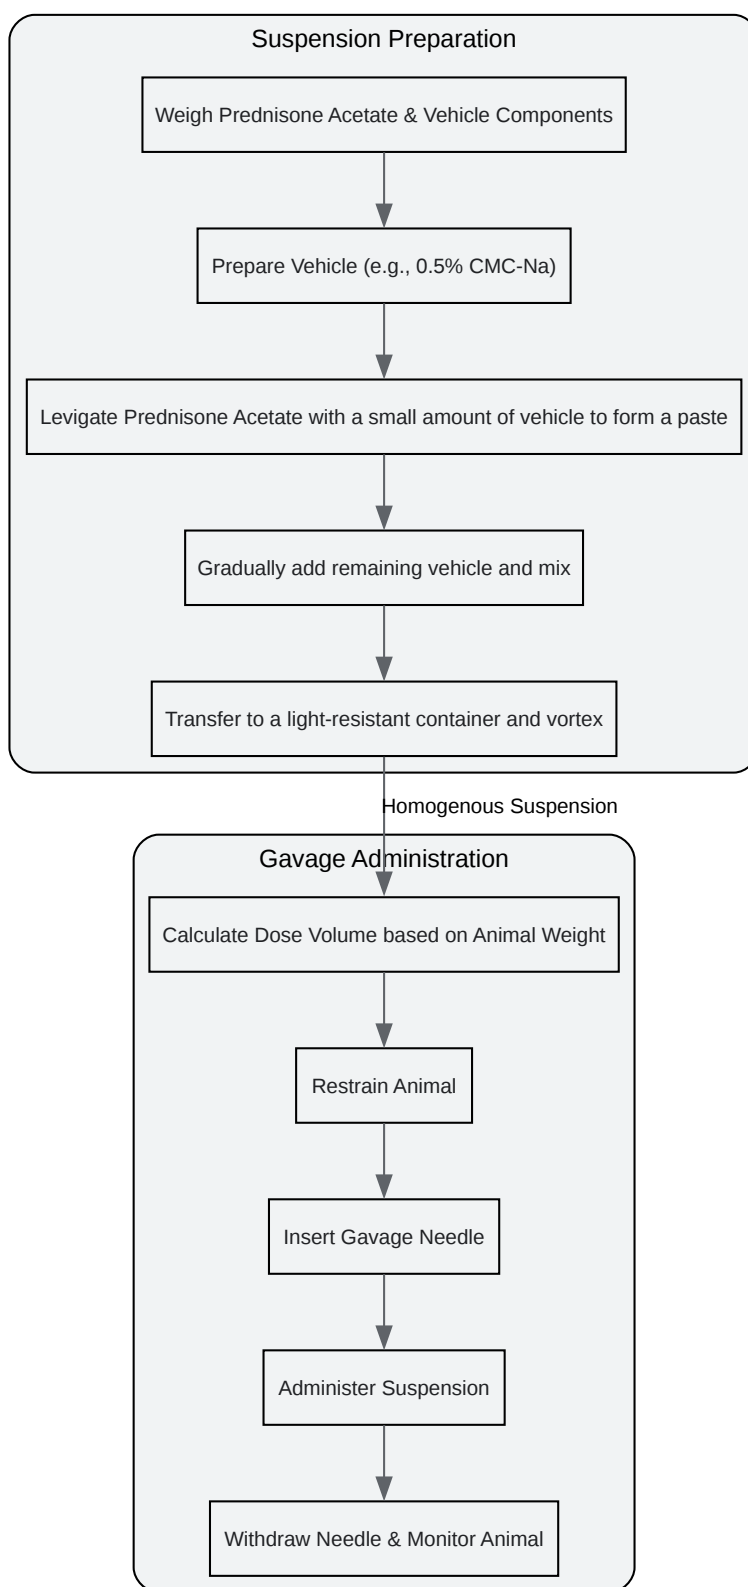 Suspension Preparation
Weigh Prednisone Acetate & Vehicle Components
Prepare Vehicle (e.g., 0.5% CMC-Na)
Levigate Prednisone Acetate with a small amount of vehicle to form a paste
Gradually add remaining vehicle and mix
Transfer to a light-resistant container and vortex
Homogenous Suspension
Gavage Administration
Calculate Dose Volume based on Animal Weight
Restrain Animal
Insert Gavage Needle
Administer Suspension
Withdraw Needle & Monitor Animal